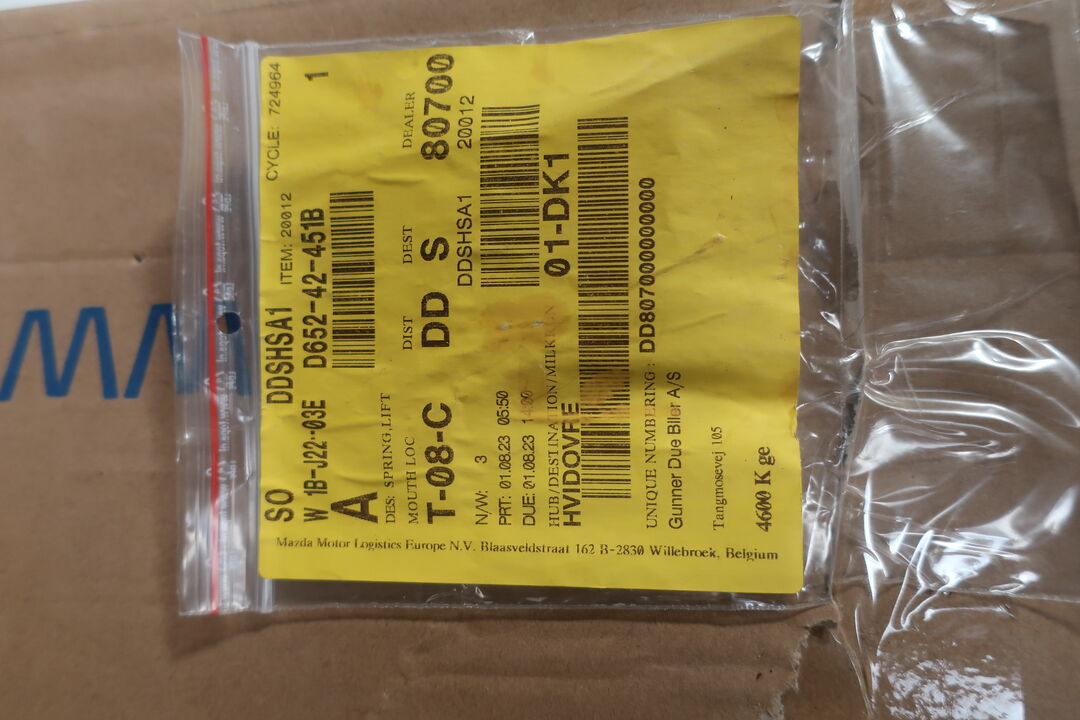 SO DDSHSA1 ITEM: 20012 CYCLE: 724964
W 1B-J22-03E D652-42-451B 1
A
DES: SPRING,LIFT
MOUTH LOC DIST DEST DEALER
T-08-C DD S 80700
DDSHSA1 20012
N/W: 3
PRT: 01.08.23 05:50
DUE: 01.08.23
HUB/DESTINATION/MILKRUN
HVIDOVRE 01-DK1
UNIQUE NUMBERING: DD807000000000000
Gunner Due Biler A/S
Tangmosevej 105
4600 K ge
Mazda Motor Logistics Europe N.V. Blaasveldstraat 162 B-2830 Willebroek, Belgium